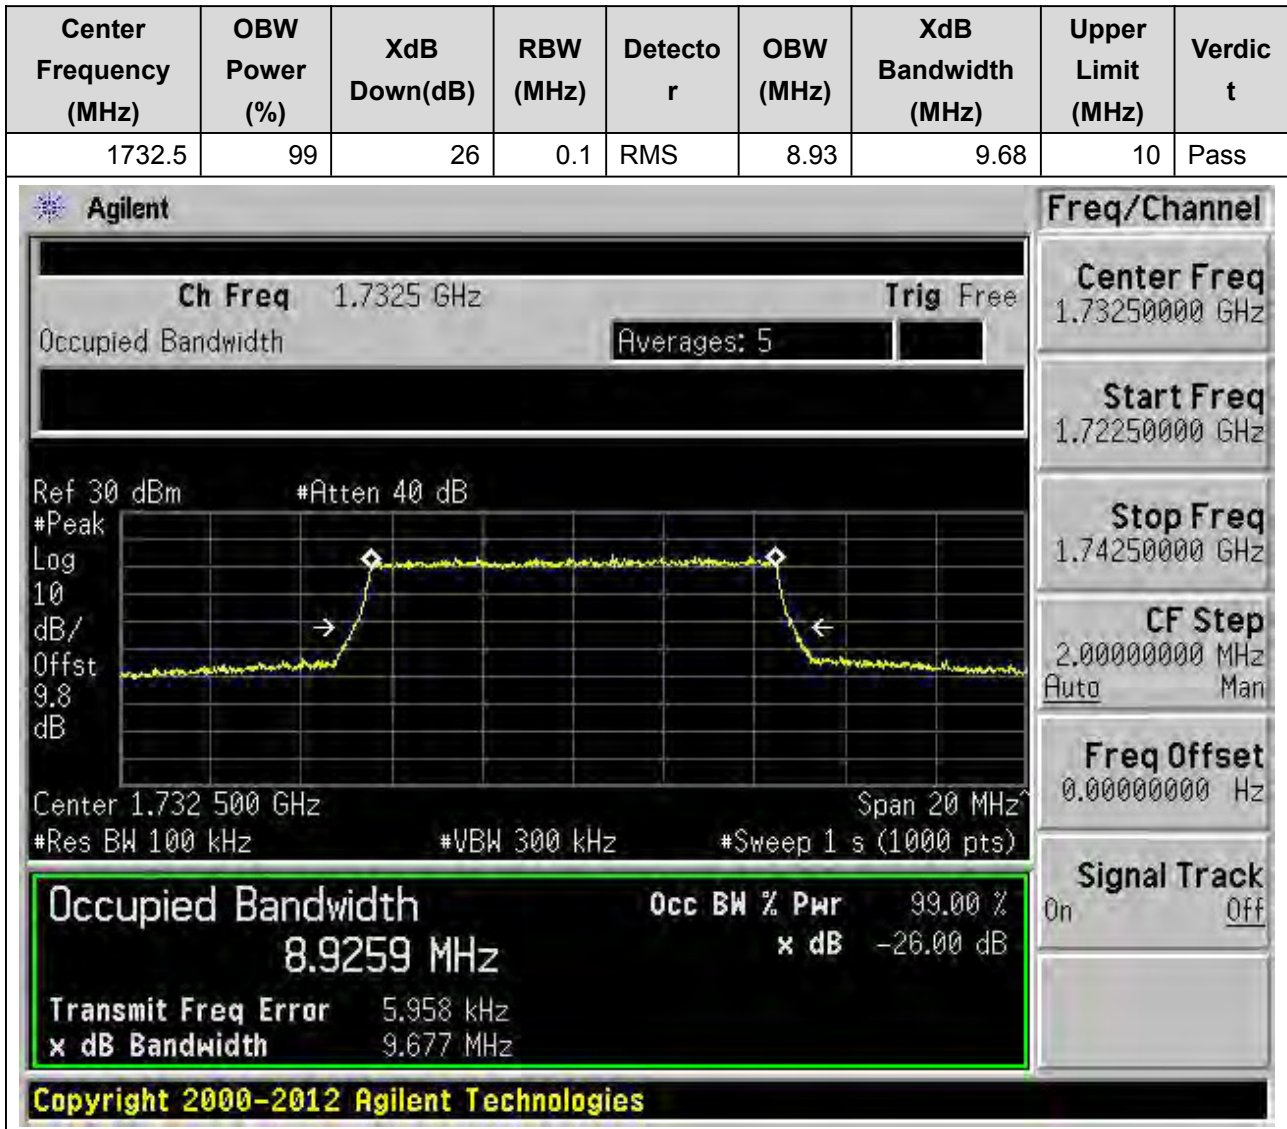 Center Frequency (MHz) OBW Power (%) XdB Down(dB) RBW (MHz) Detecto r OBW (MHz) XdB Bandwidth (MHz) Upper Limit (MHz) Verdic t
1732.5 99 26 0.1 RMS 8.93 9.68 10 Pass
Agilent
Freq/Channel
Ch Freq 1.7325 GHz Trig Free
Occupied Bandwidth Averages: 5
Center Freq
1.73250000 GHz
Start Freq
1.72250000 GHz
Stop Freq
1.74250000 GHz
CF Step
2.00000000 MHz
Auto Man
Freq Offset
0.00000000 Hz
Signal Track
On Off
Ref 30 dBm #Atten 40 dB
#Peak
Log
10
dB/
Offst
9.8
dB
Center 1.732 500 GHz Span 20 MHz^
#Res BW 100 kHz #VBW 300 kHz #Sweep 1 s (1000 pts)
Occupied Bandwidth Occ BW % Pwr 99.00 %
8.9259 MHz x dB -26.00 dB
Transmit Freq Error 5.958 kHz
x dB Bandwidth 9.677 MHz
Copyright 2000-2012 Agilent Technologies